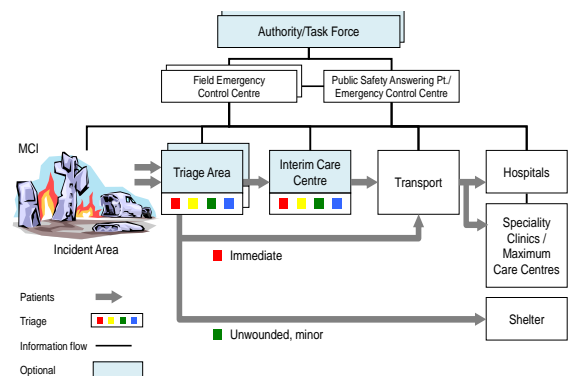 Authority/Task Force
Field Emergency
Control Centre
Public Safety Answering Pt./
Emergency Control Centre
MCI
Triage Area
Interim Care
Centre
Transport
Hospitals
Incident Area
Speciality
Clinics /
Maximum
Care Centres
Immediate
Patients
Triage
Shelter
Unwounded, minor
Information flow
Optional